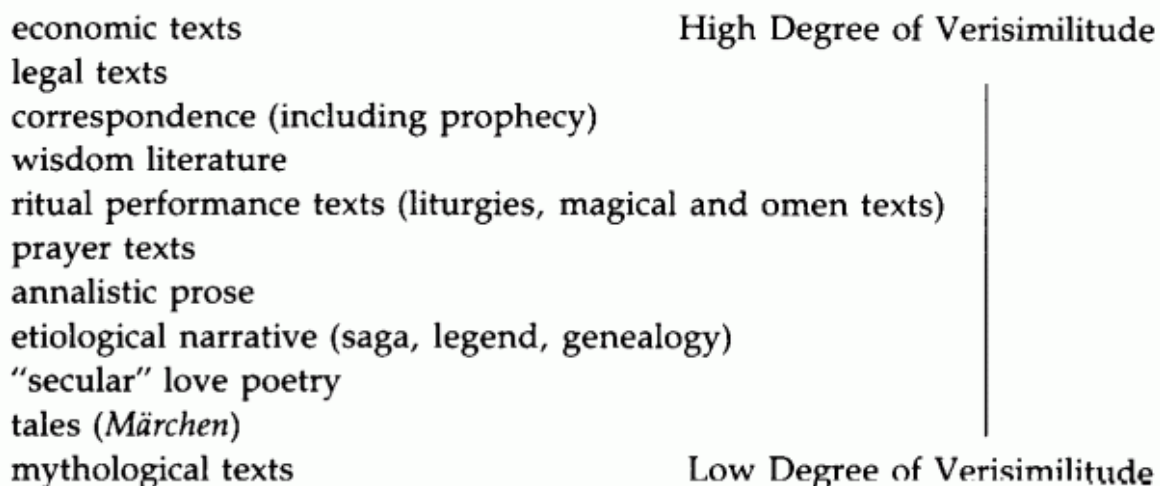 economic texts High Degree of Verisimilitude
legal texts
correspondence (including prophecy)
wisdom literature
ritual performance texts (liturgies, magical and omen texts)
prayer texts
annalistic prose
etiological narrative (saga, legend, genealogy)
"secular" love poetry
tales (Märchen)
mythological texts Low Degree of Verisimilitude